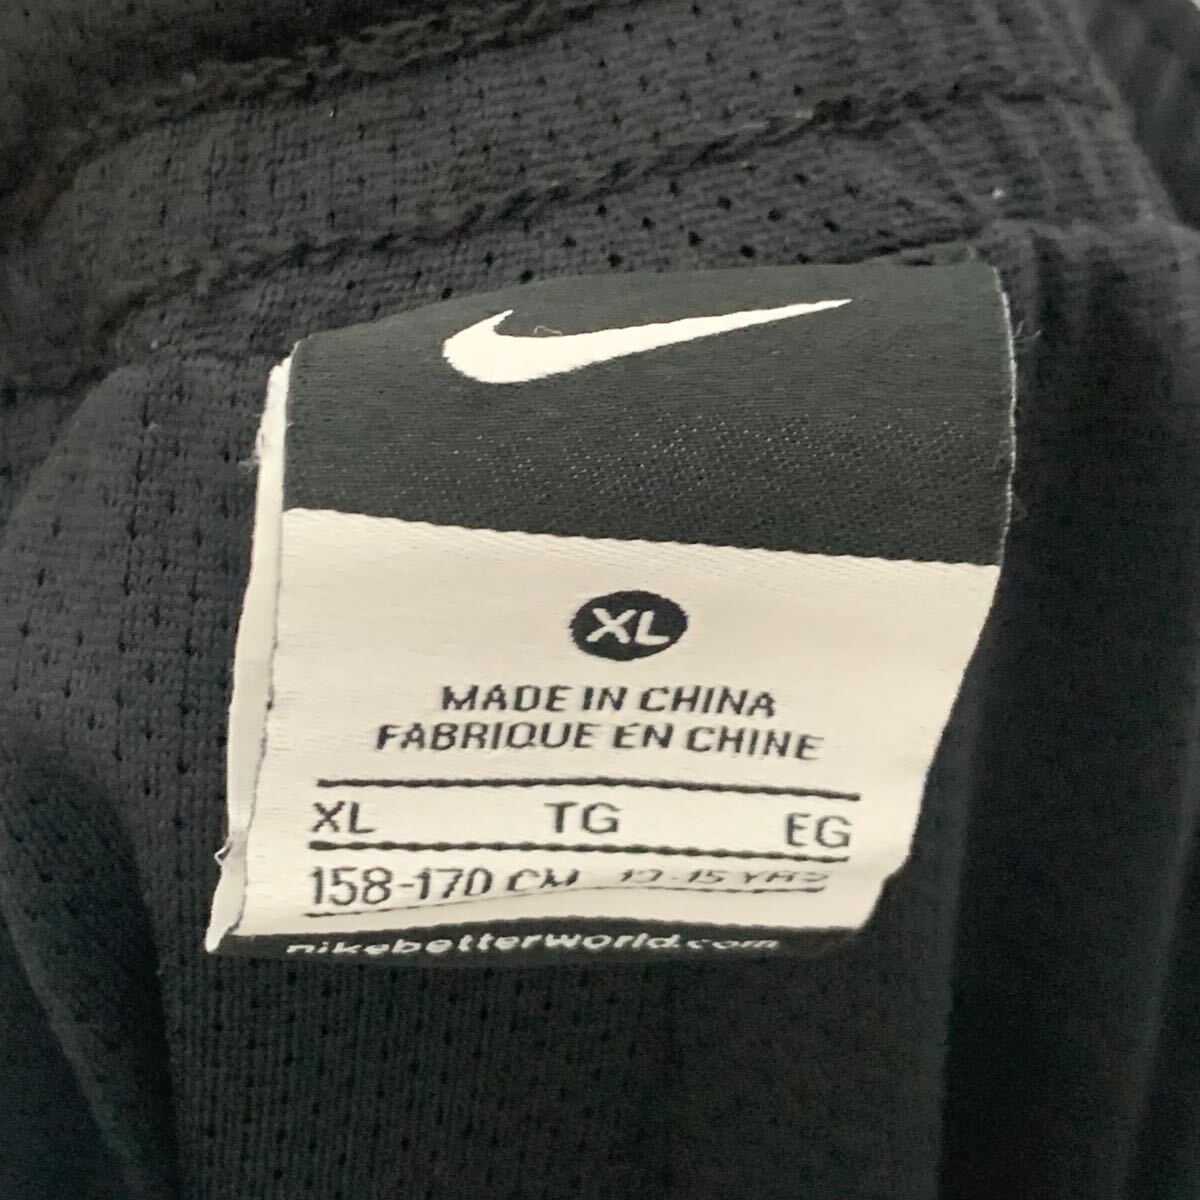 XL
MADE IN CHINA
FABRIQUE EN CHINE
XL TG EG
158-170 CM 13-15 YRS
nikebetterworld.com